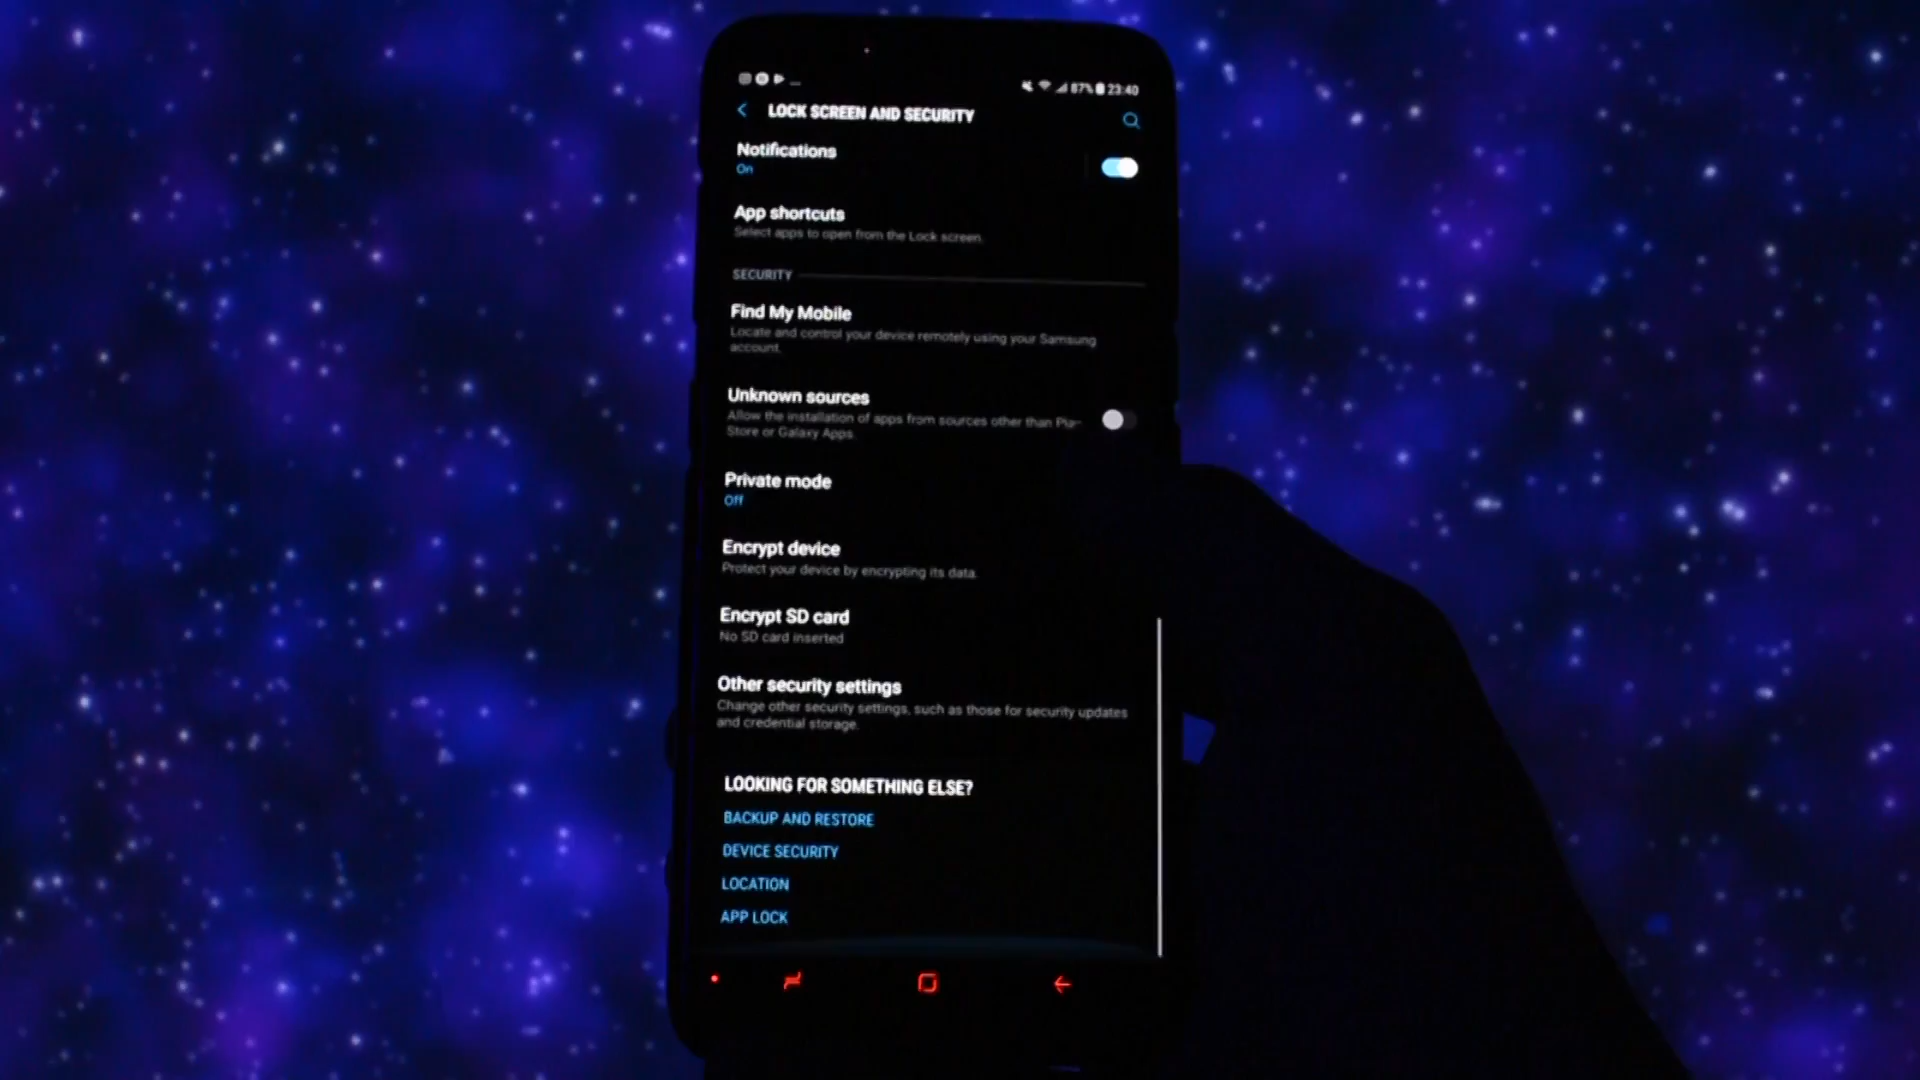 87% 23:40
LOCK SCREEN AND SECURITY
Notifications
On
App shortcuts
Select apps to open from the Lock screen.
SECURITY
Find My Mobile
Locate and control your device remotely using your Samsung
account.
Unknown sources
Allow the installation of apps from sources other than
Store or Galaxy Apps.
Private mode
Off
Encrypt device
Protect your device by encrypting its data.
Encrypt SD card
No SD card inserted
Other security settings
Change other security settings, such as those for security updates
and credential storage.
LOOKING FOR SOMETHING ELSE?
BACKUP AND RESTORE
DEVICE SECURITY
LOCATION
APP LOCK